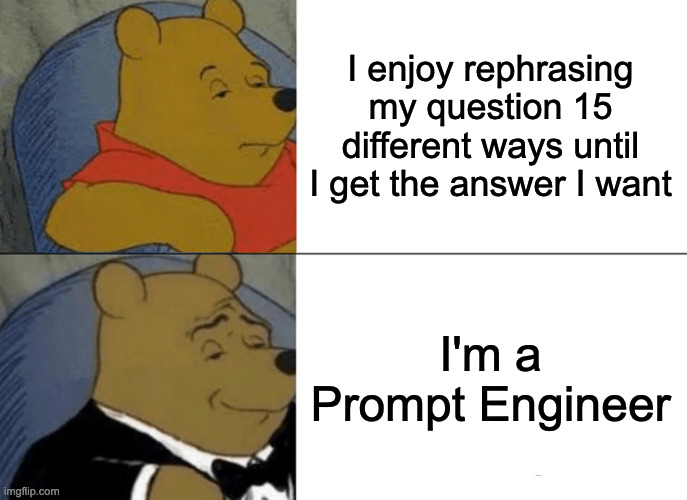 I enjoy rephrasing
my question 15
different ways until
I get the answer I want
I'm a
Prompt Engineer
imgflip.com